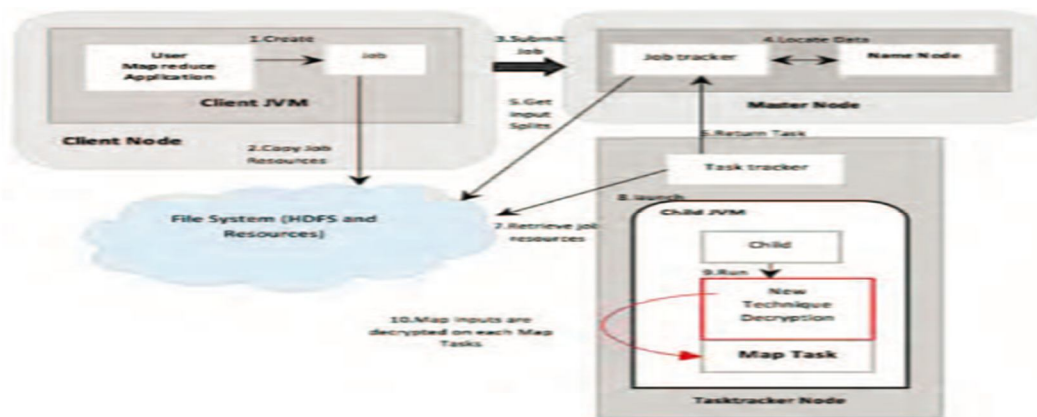 1.Create
User
Map redute
Application
Job
Client JVM
Client Node
2.Copy Job
Resources
3.Submit
Job
Job tracker
4.Locate Data
Name Node
Master Node
5.Get
Input
Splits
6.Return Task
Task tracker
File System (HDFS and
Resources)
7.Retrieve job
resources
8.launch
Child JVM
Child
9.Run
New
Technique
Decryption
10.Map inputs are
decrypted on each Map
Tasks
Map Task
Tasktracker Node